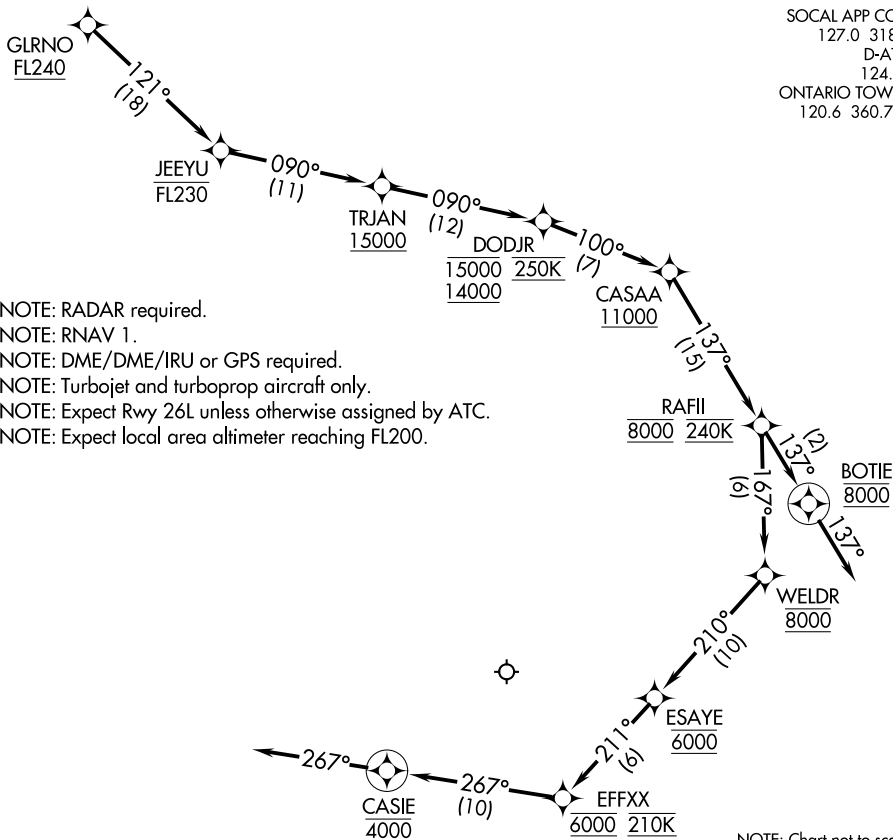 SOCAL APP CO
127.0 318
D-AT
124.
ONTARIO TOW
120.6 360.7
GLRNO
FL240
121°
(18)
JEEYU
FL230
090°
(11)
TRJAN
15000
090°
(12)
DODJR
15000 250K
14000
100°
(7)
CASAA
11000
NOTE: RADAR required.
NOTE: RNAV 1.
NOTE: DME/DME/IRU or GPS required.
NOTE: Turbojet and turboprop aircraft only.
NOTE: Expect Rwy 26L unless otherwise assigned by ATC.
NOTE: Expect local area altimeter reaching FL200.
137°
(15)
RAFII
8000 240K
(2)
137°
BOTIE
8000
137°
167°
(6)
WELDR
8000
210°
(10)
ESAYE
6000
211°
(6)
EFFXX
6000 210K
267°
(10)
CASIE
4000
267°
NOTE: Chart not to sc